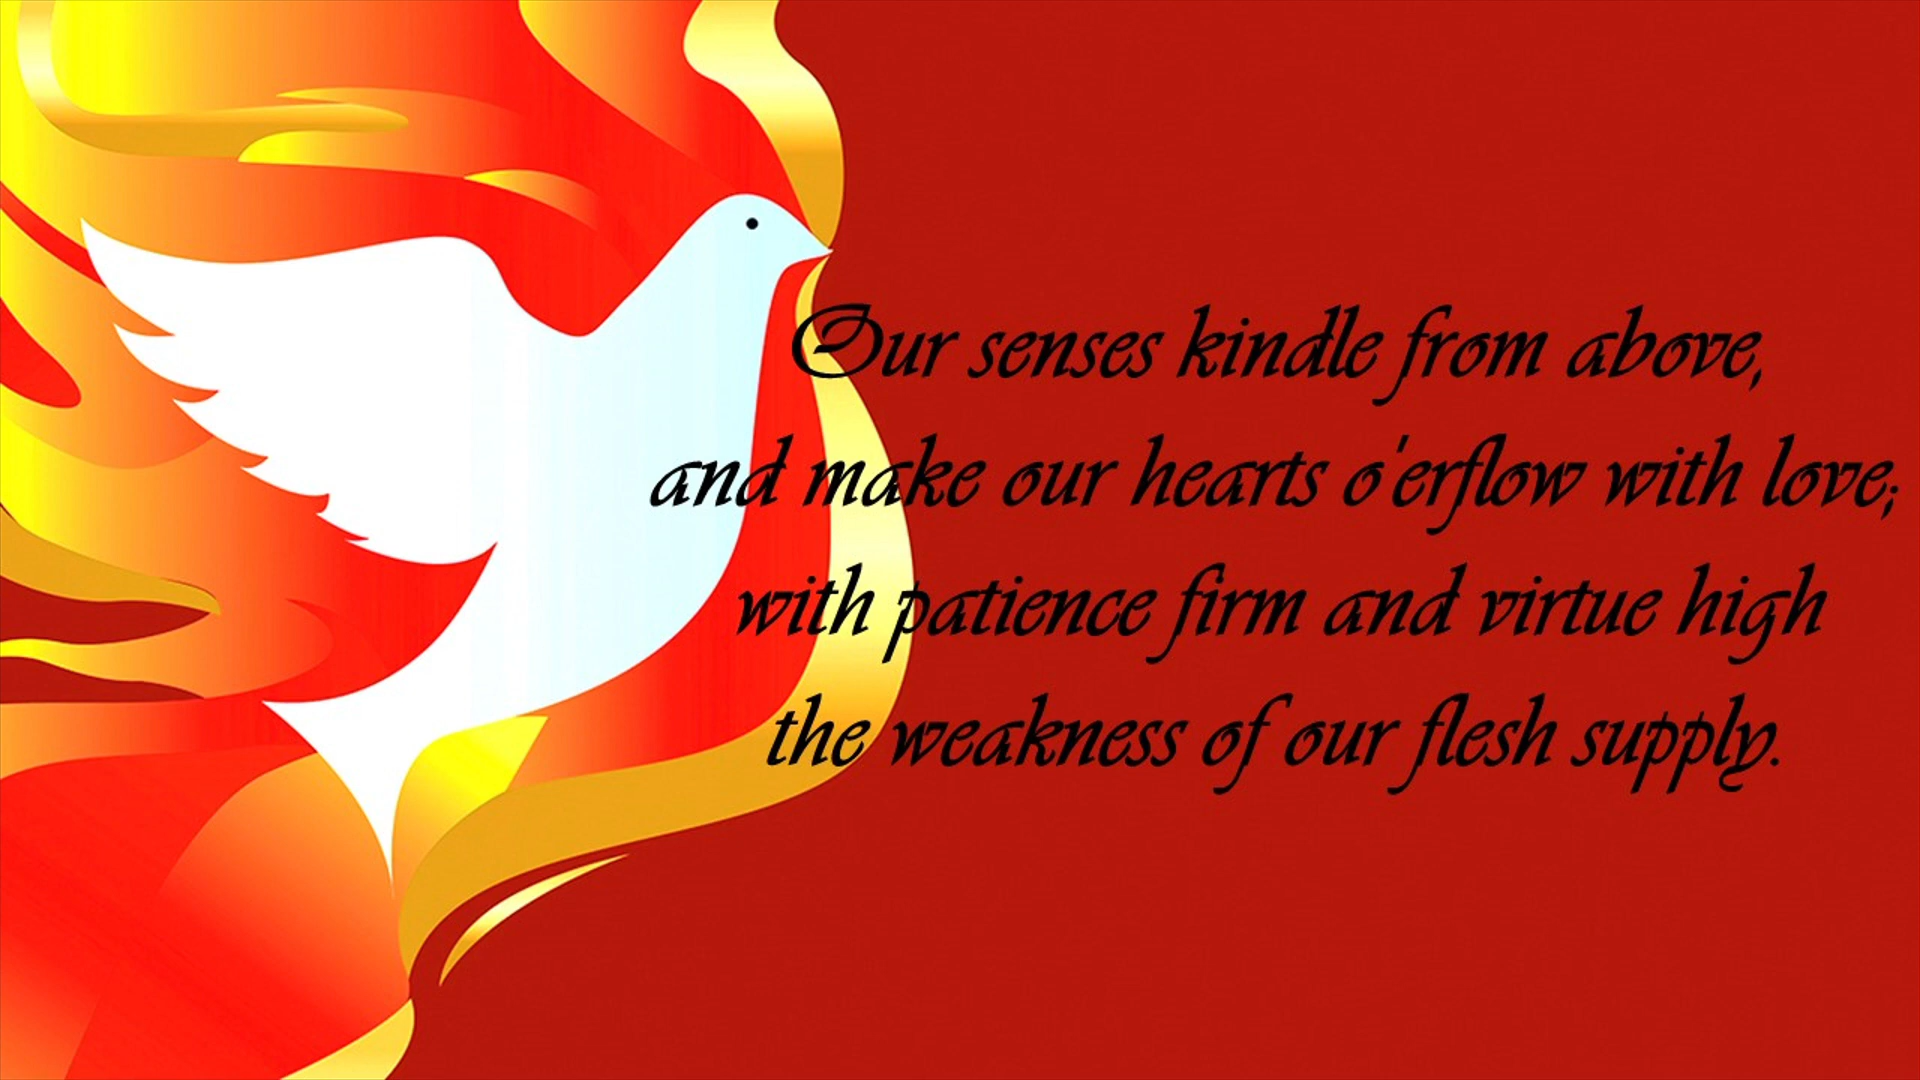 Our senses kindle from above,
and make our hearts o'erflow with love;
with patience firm and virtue high
the weakness of our flesh supply.